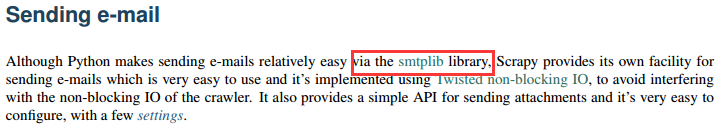 Sending e-mail
Although Python makes sending e-mails relatively easy via the smtplib library, Scrapy provides its own facility for
sending e-mails which is very easy to use and it's implemented using Twisted non-blocking IO, to avoid interfering
with the non-blocking IO of the crawler. It also provides a simple API for sending attachments and it's very easy to
configure, with a few settings.